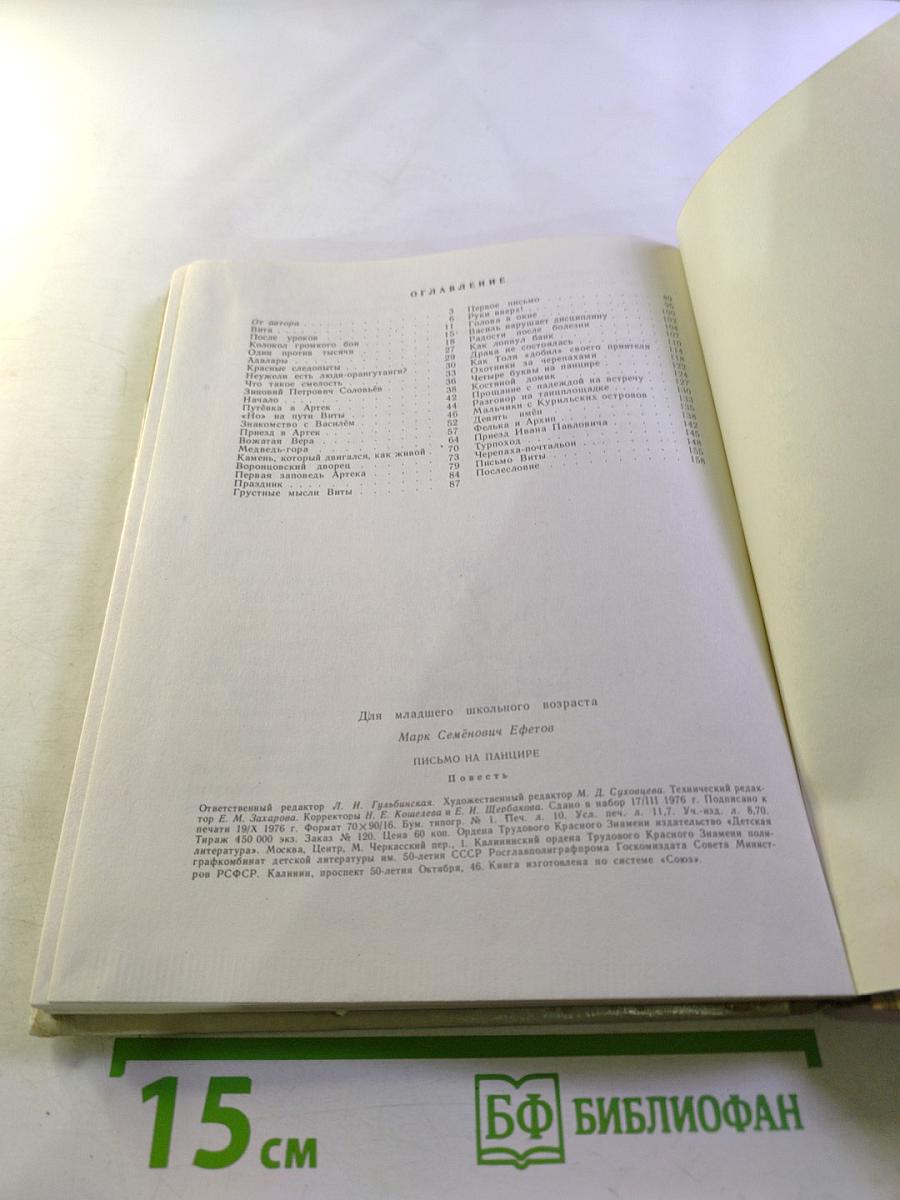 ОГЛАВЛЕНИЕ
От автора . . . . . . . . . . 3
Вита . . . . . . . . . . 6
После уроков . . . . . . . . . . 11
Колокол громкого боя . . . . . . . . . . 15
Один против тысячи . . . . . . . . . . 18
Адалары . . . . . . . . . . 27
Красные следопыты . . . . . . . . . . 29
Неужели есть люди-орангутанги? . . 30
Что такое смелость . . . . . . . . . . 33
Зиновий Петрович Соловьёв . . . . . 36
Начало . . . . . . . . . . 38
Путёвка в Артек . . . . . . . . . . 42
«Но» на пути Виты . . . . . . . . . . 44
Знакомство с Василём . . . . . . . . . . 46
Приезд в Артек . . . . . . . . . . 52
Вожатая Вера . . . . . . . . . . 57
Медведь-гора . . . . . . . . . . 64
Камень, который двигался, как живой . 70
Воронцовский дворец . . . . . . . . . . 73
Первая заповедь Артека . . . . . . . 79
Праздник . . . . . . . . . . 84
Грустные мысли Виты . . . . . . . . . . 87
Первое письмо
Руки вверх!
Голова в окне
Василь нарушает дисциплину
Радости после болезни
Как лопнул банк
Драка не состоялась
Как Толя «добил» своего приятеля
Охотники за черепахами
Четыре буквы на панцире
Костяной домик
Прощание с надеждой на встречу
Разговор на танцплощадке
Мальчики с Курильских островов
Девять имён
Фелька и Архип
Приезд Ивана Павловича
Турпоход
Черепаха-почтальон
Письмо Виты . . . . . . . . . . 155
Послесловие . . . . . . . . . . 158
Для младшего школьного возраста
Марк Семёнович Ефетов
ПИСЬМО НА ПАНЦИРЕ
Повесть
Ответственный редактор Л. И. Гульбинская. Художественный редактор М. Д. Суховцева. Технический редак-
тор Е. М. Захарова. Корректоры Н. Е. Кошелева и Е. И. Щербакова. Сдано в набор 17/III 1976 г. Подписано к
печати 19/X 1976 г. Формат 70×90/16. Бум. типогр. № 1. Печ. л. 10. Усл. печ. л. 11,7. Уч.-изд. л. 8,70.
Тираж 450 000 экз. Заказ № 120. Цена 60 коп. Ордена Трудового Красного Знамени издательство «Детская
литература». Москва, Центр, М. Черкасский пер., 1. Калининский ордена Трудового Красного Знамени поли-
графкомбинат детской литературы им. 50-летия СССР Росглавполиграфпрома Госкомиздата Совета Минист-
ров РСФСР. Калинин, проспект 50-летия Октября, 46. Книга изготовлена по системе «Союз».
15 см
БФ БИБЛИОФАН